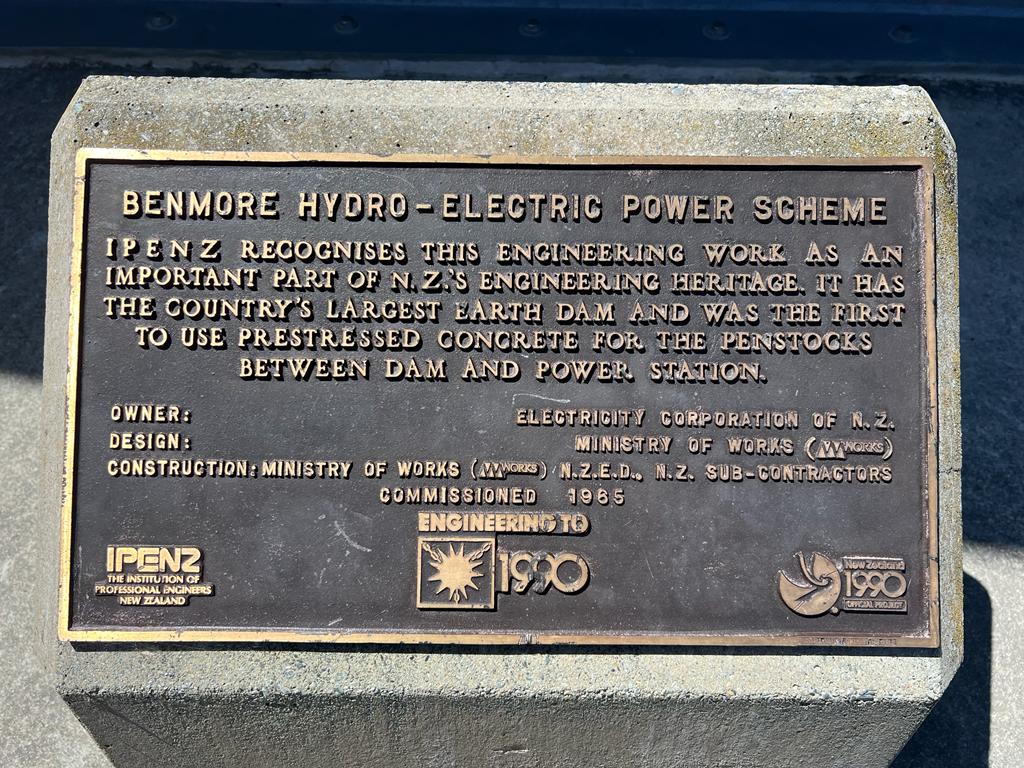 BENMORE HYDRO-ELECTRIC POWER SCHEME
IPENZ RECOGNISES THIS ENGINEERING WORK AS AN
IMPORTANT PART OF N.Z.'S ENGINEERING HERITAGE. IT HAS
THE COUNTRY'S LARGEST EARTH DAM AND WAS THE FIRST
TO USE PRESTRESSED CONCRETE FOR THE PENSTOCKS
BETWEEN DAM AND POWER STATION.
OWNER: ELECTRICITY CORPORATION OF N.Z.
DESIGN: MINISTRY OF WORKS (WORKS)
CONSTRUCTION: MINISTRY OF WORKS (WORKS) N.Z.E.D., N.Z. SUB-CONTRACTORS
COMMISSIONED 1965
ENGINEERING TO
1990
IPENZ
THE INSTITUTION OF
PROFESSIONAL ENGINEERS
NEW ZEALAND
New Zealand
1990
OFFICIAL PROJECT